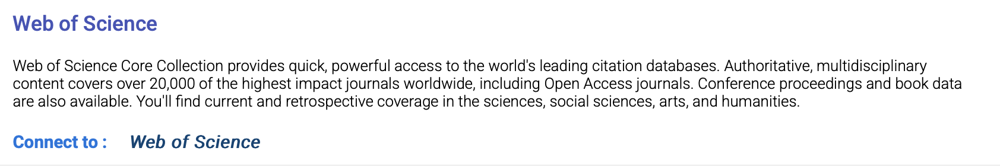 Web of Science
Web of Science Core Collection provides quick, powerful access to the world's leading citation databases. Authoritative, multidisciplinary
content covers over 20,000 of the highest impact journals worldwide, including Open Access journals. Conference proceedings and book data
are also available. You'll find current and retrospective coverage in the sciences, social sciences, arts, and humanities.
Connect to : Web of Science